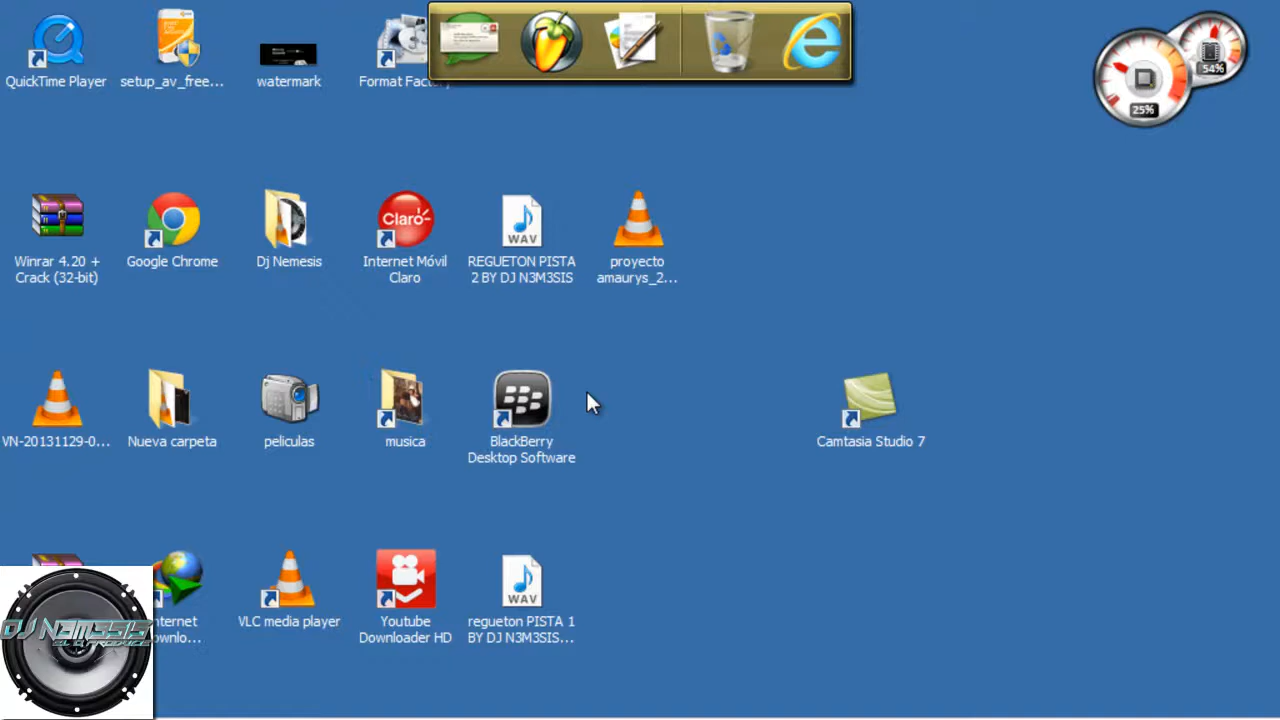 QuickTime Player
setup_av_free...
watermark
Format Fact
54%
25%
Winrar 4.20 +
Crack (32-bit)
Google Chrome
Dj Nemesis
Claro
Internet Móvil
Claro
WAV
REGUETON PISTA
2 BY DJ N3M3SIS
proyecto
amaurys_2...
VN-20131129-0...
Nueva carpeta
peliculas
musica
BlackBerry
Desktop Software
Camtasia Studio 7
nternet
ownlo...
VLC media player
Youtube
Downloader HD
WAV
regueton PISTA 1
BY DJ N3M3SIS...
DJ N3M3SIS